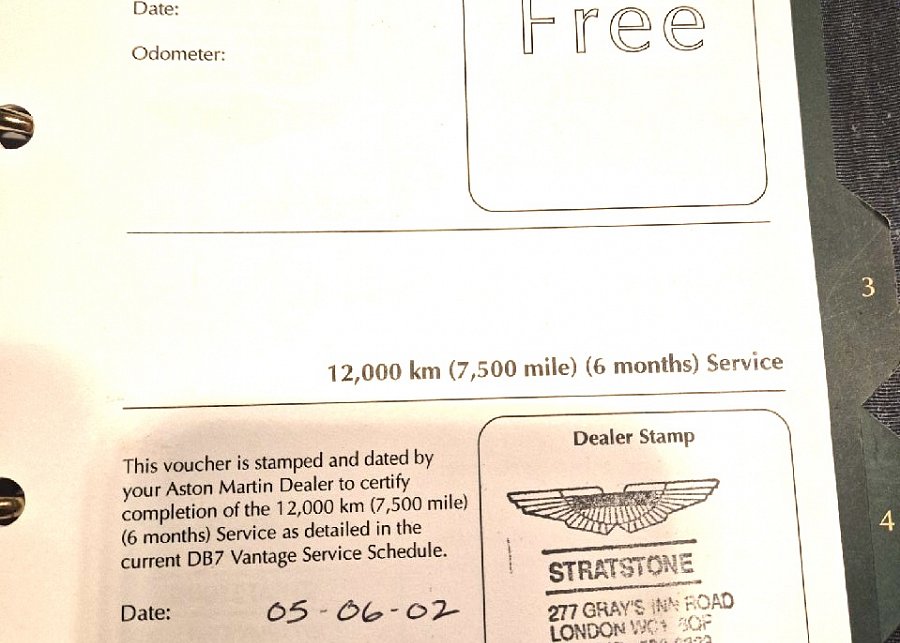 Date:
Free
Odometer:
3
12,000 km (7,500 mile) (6 months) Service
Dealer Stamp
This voucher is stamped and dated by
your Aston Martin Dealer to certify
completion of the 12,000 km (7,500 mile)
(6 months) Service as detailed in the
current DB7 Vantage Service Schedule.
4
STRATSTONE
Date: 05-06-02
277 GRAY'S INN ROAD
LONDON WC1